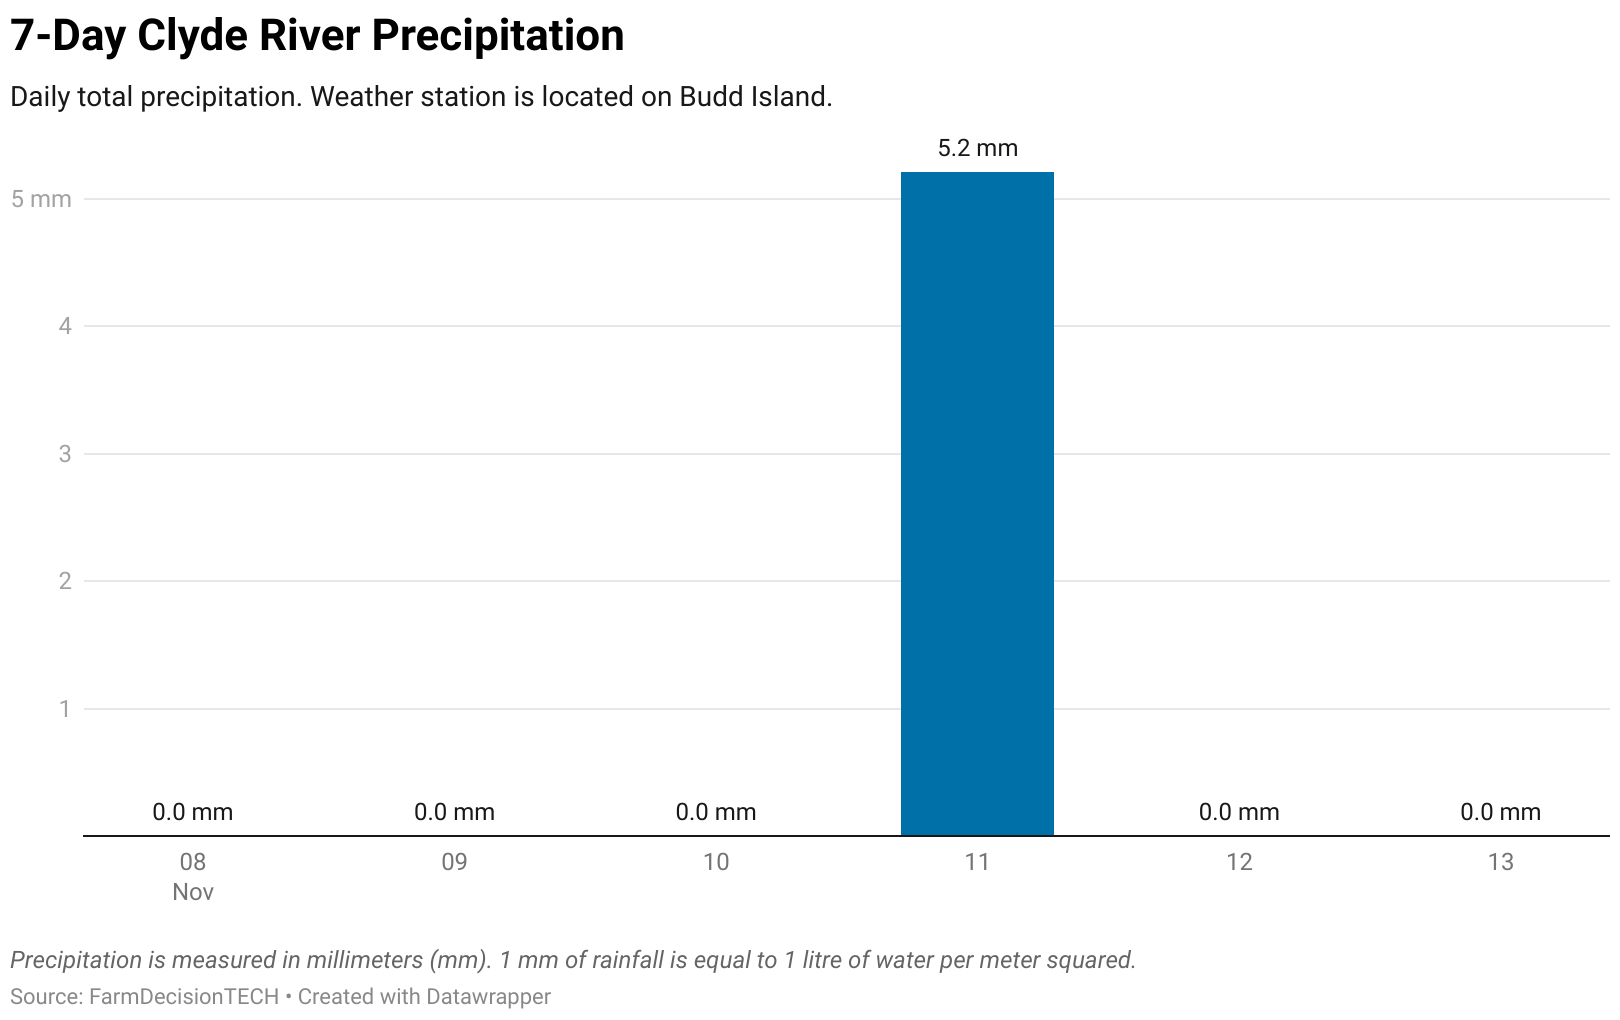 7-Day Clyde River Precipitation
Daily total precipitation. Weather station is located on Budd Island.
5.2 mm
5 mm
4
3
2
1
0.0 mm 0.0 mm 0.0 mm 0.0 mm 0.0 mm
08 09 10 11 12 13
Nov
Precipitation is measured in millimeters (mm). 1 mm of rainfall is equal to 1 litre of water per meter squared.
Source: FarmDecisionTECH • Created with Datawrapper